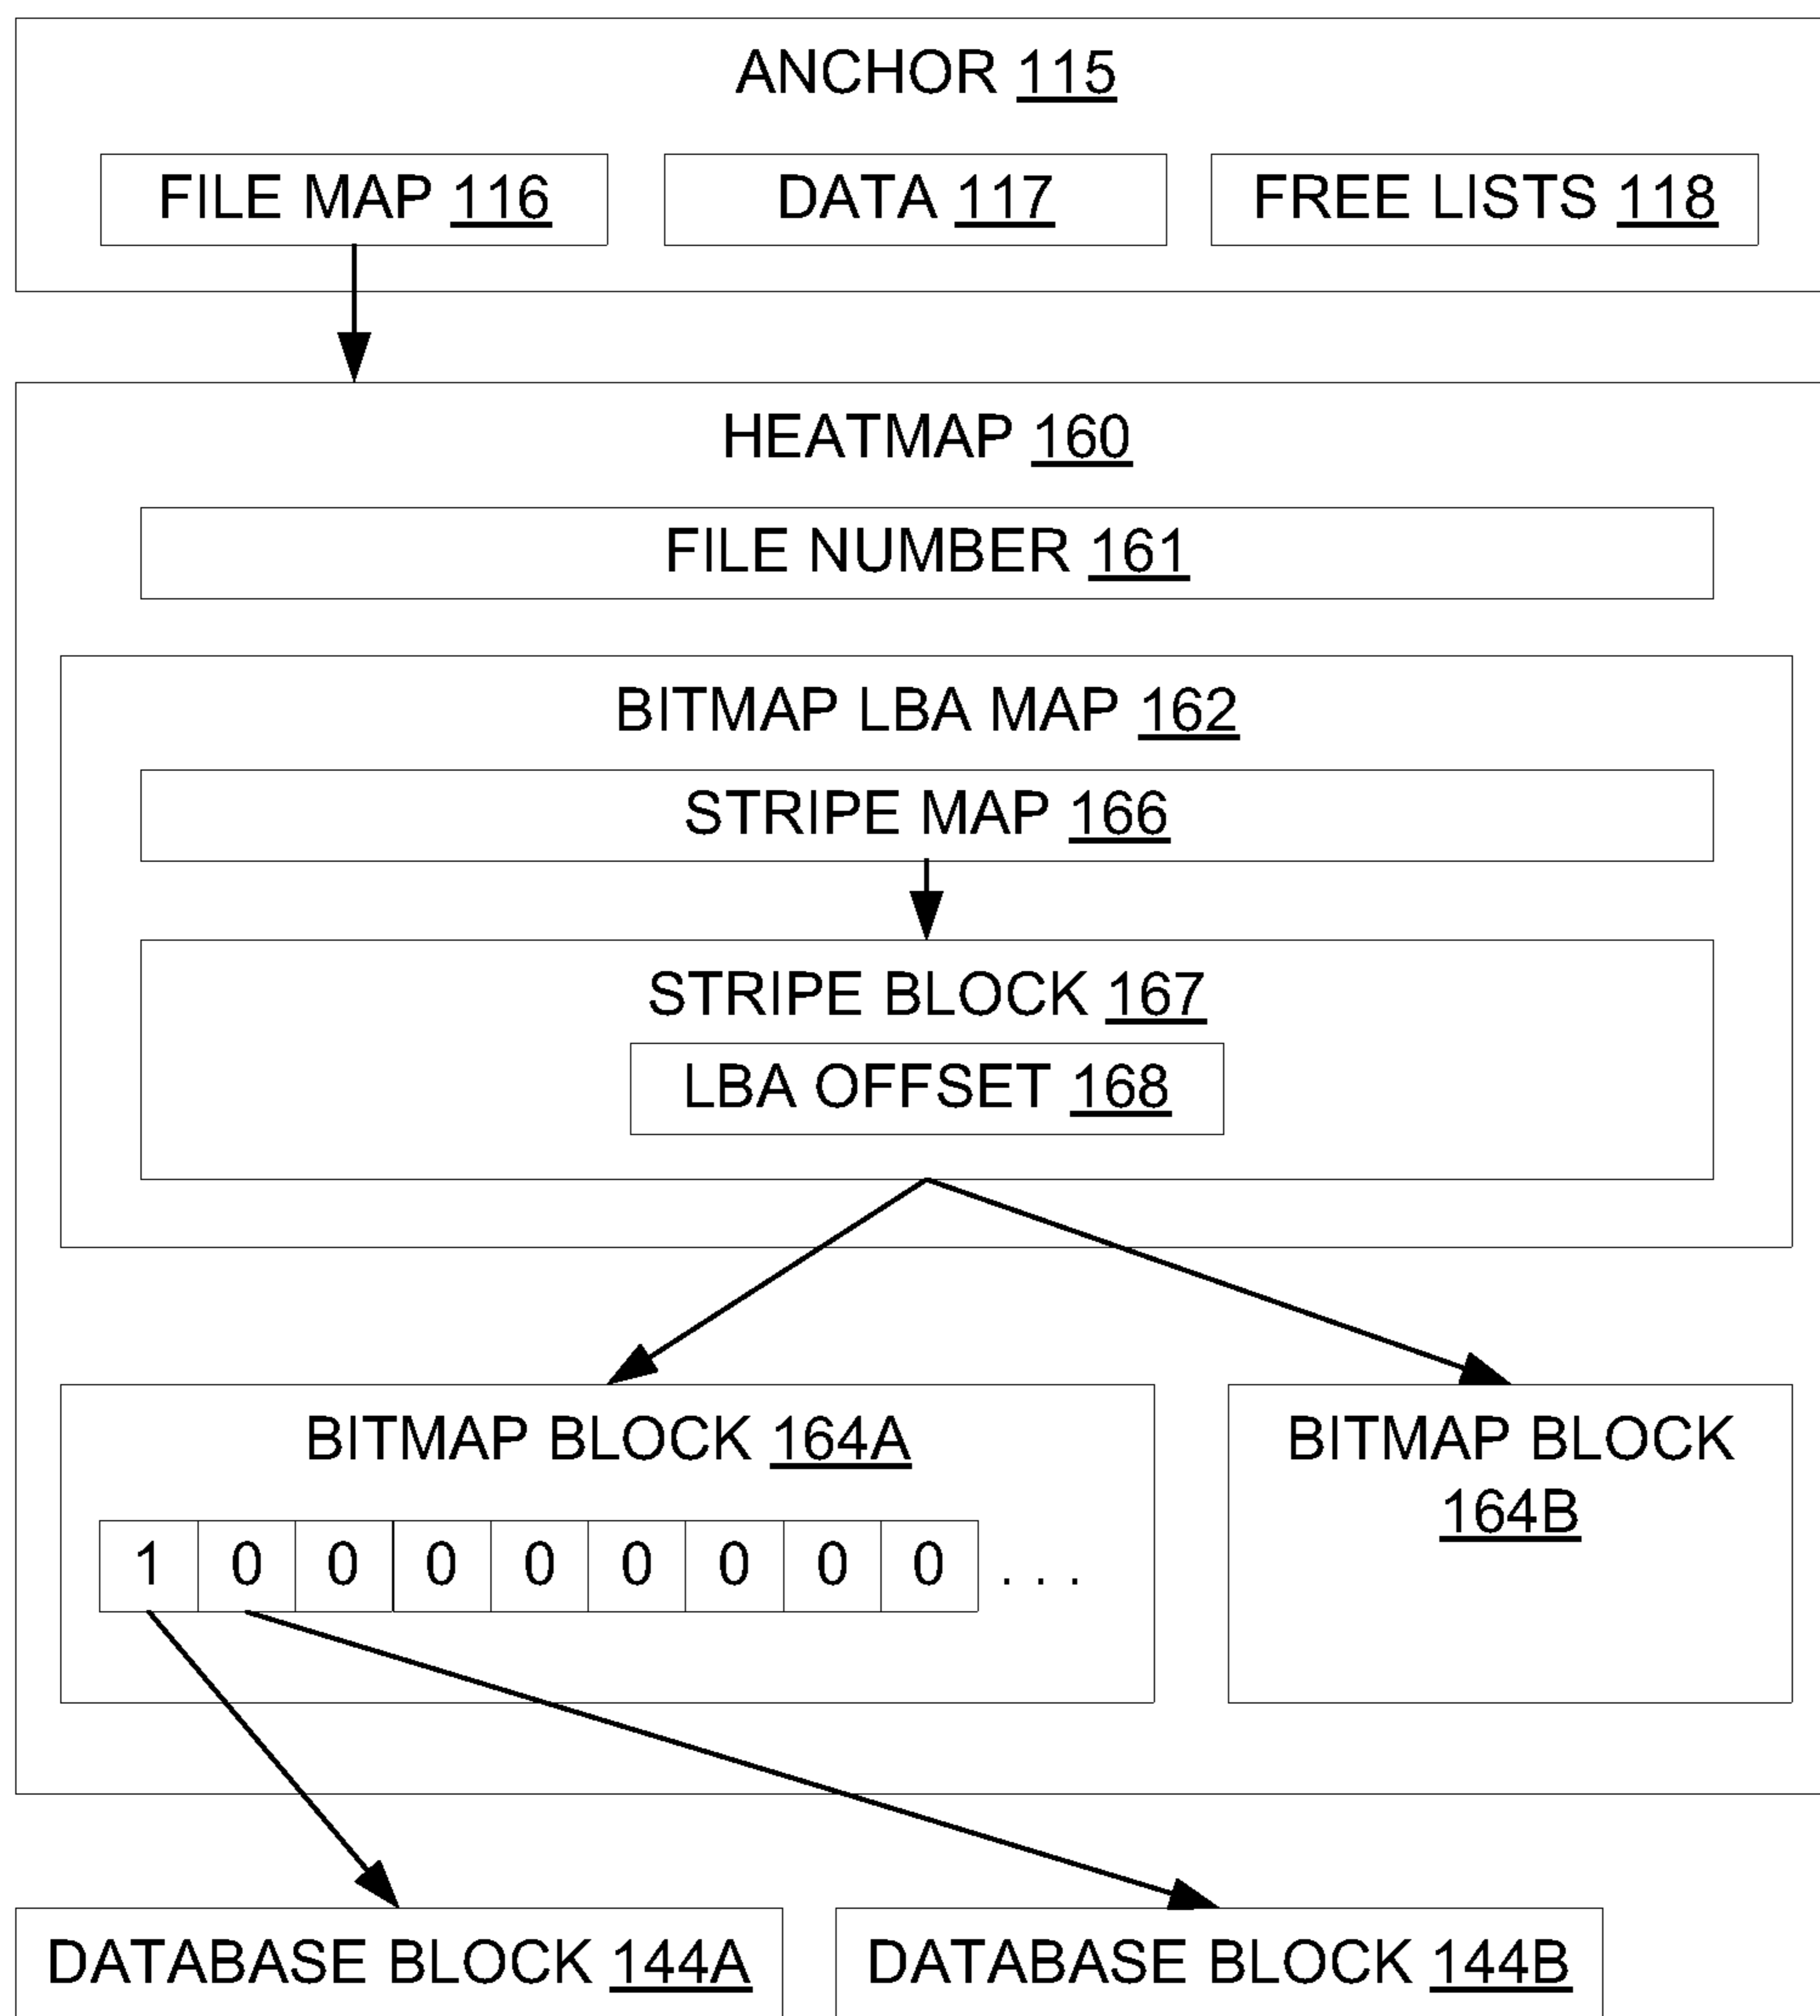 ANCHOR 115
FILE MAP 116
DATA 117
FREE LISTS 118
HEATMAP 160
FILE NUMBER 161
BITMAP LBA MAP 162
STRIPE MAP 166
STRIPE BLOCK 167
LBA OFFSET 168
BITMAP BLOCK 164A
1 0 0 0 0 0 0 0 0 . . .
BITMAP BLOCK
164B
DATABASE BLOCK 144A
DATABASE BLOCK 144B